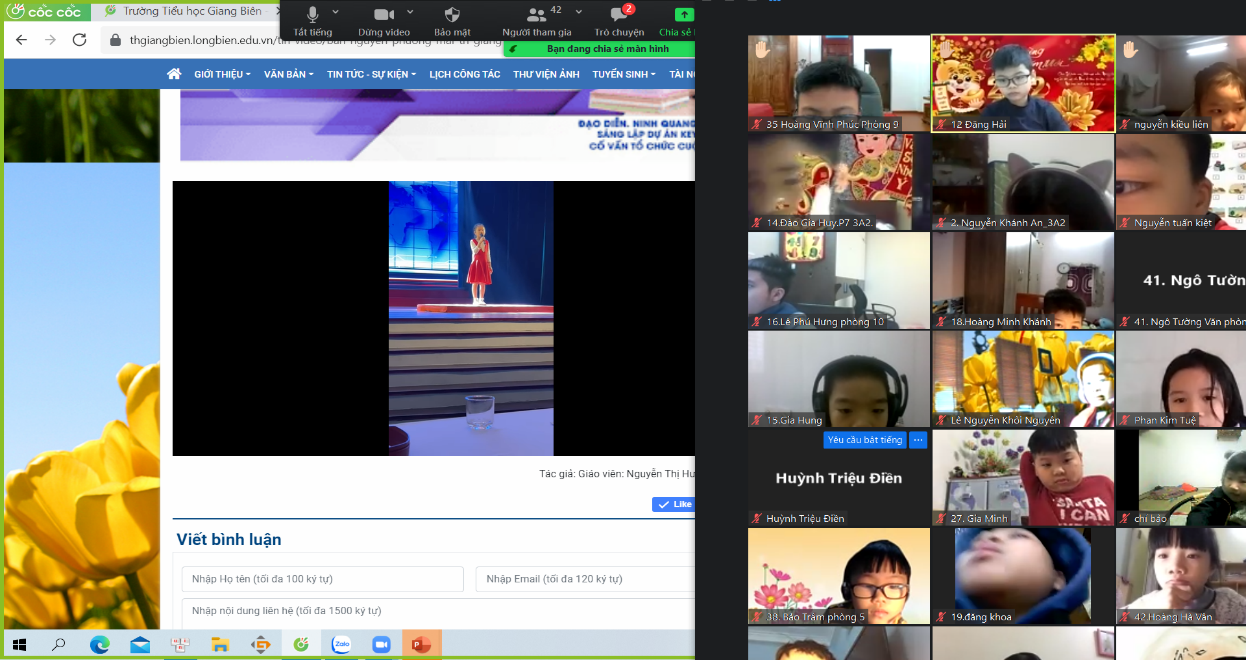 cốc cốc
Trường Tiểu học Giang Biên
Tắt tiếng
Dừng video
Bảo mật
42
Người tham gia
2
Trò chuyện
Chia sẻ
thgiangbien.longbien.edu.vn/
Bạn đang chia sẻ màn hình
GIỚI THIỆU
VĂN BẢN
TIN TỨC - SỰ KIỆN
LỊCH CÔNG TÁC
THƯ VIỆN ẢNH
TUYỂN SINH
ĐẠO DIỄN. NINH QUANG
SÁNG LẬP DỰ ÁN KEY
CỐ VẤN TỔ CHỨC CUỘ
Tác giả: Giáo viên: Nguyễn Thị
Like
Viết bình luận
Nhập Họ tên (tối đa 100 ký tự)
Nhập Email (tối đa 120 ký tự)
Nhập nội dung liên hệ (tối đa 1500 ký tự)
Zalo
35 Hoàng Vĩnh Phúc Phòng 9
12 Đăng Hải
nguyễn kiều liên
14.Đào Gia Huy.P7 3A2.
2. Nguyễn Khánh An_3A2
Nguyễn tuấn kiệt
16.Lê Phú Hưng phòng 10
18.Hoàng Minh Khánh
41. Ngô Tườn
41. Ngô Tường Vân phòn
15.Gia Hưng
Lê Nguyên Khôi Nguyên
Phan Kim Tuệ
Yêu cầu bật tiếng
Huỳnh Triệu Điền
Huỳnh Triệu Điền
27. Gia Minh
SANTA
I CAN
chi bảo
38. Bảo Trâm phòng 5
19.đăng khoa
42.Hoàng Hà Vân